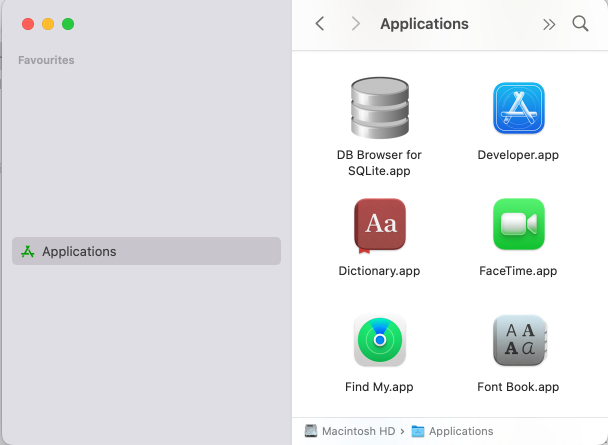 Favourites
Applications
Applications
DB Browser for
SQLite.app
Developer.app
Aa
Dictionary.app
FaceTime.app
Find My.app
A A
A a
Font Book.app
Macintosh HD › Applications